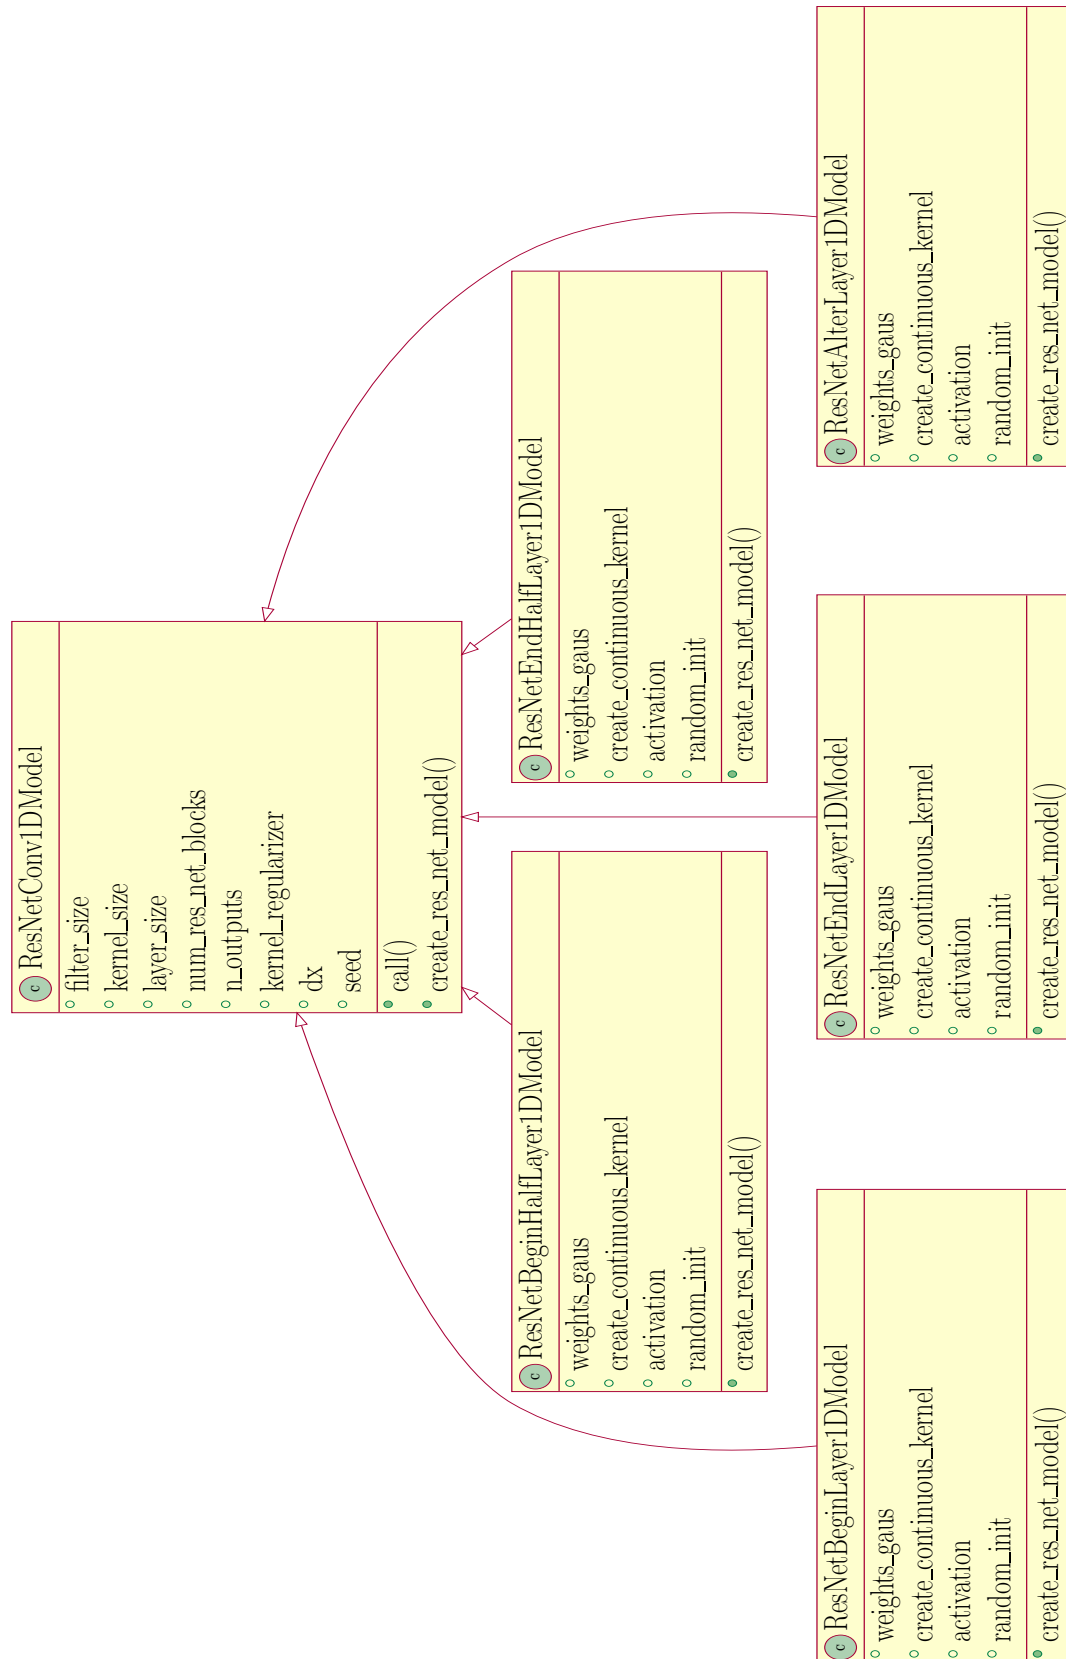 C ResNetConv1DModel
filter_size
kernel_size
layer_size
num_res_net_blocks
n_outputs
kernel_regularizer
dx
seed
call()
create_res_net_model()
C ResNetBeginHalfLayer1DModel
weights_gaus
create_continuous_kernel
activation
random_init
create_res_net_model()
C ResNetEndHalfLayer1DModel
weights_gaus
create_continuous_kernel
activation
random_init
create_res_net_model()
C ResNetBeginLayer1DModel
weights_gaus
create_continuous_kernel
activation
random_init
create_res_net_model()
C ResNetEndLayer1DModel
weights_gaus
create_continuous_kernel
activation
random_init
create_res_net_model()
C ResNetAlterLayer1DModel
weights_gaus
create_continuous_kernel
activation
random_init
create_res_net_model()